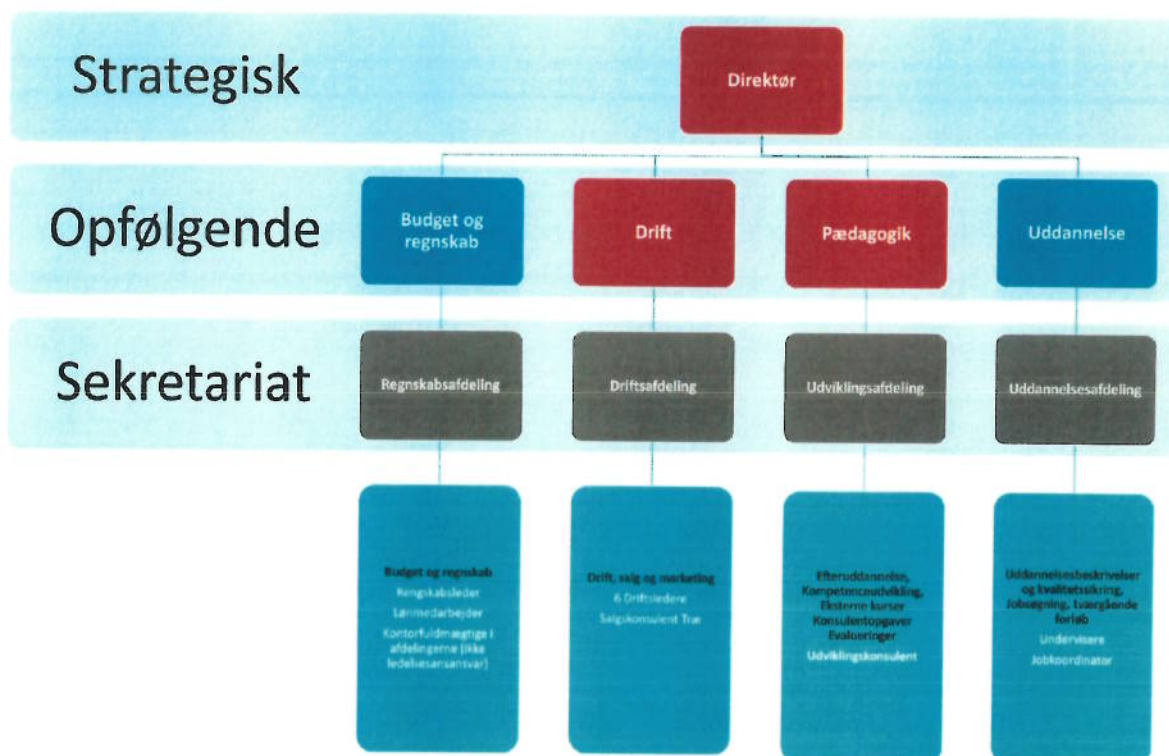 Strategisk
Direktør
Opfølgende
Budget og
regnskab
Drift
Pædagogik
Uddannelse
Sekretariat
Regnskabsafdeling
Driftsafdeling
Udviklingsafdeling
Uddannelsesafdeling
Budget og regnskab
Rengskabsleder
Lønmedarbejder
Kontorfuldmægtige i
afdelingerne (ikke
ledelsesansansvar)
Drift, salg og marketing
6 Driftsledere
Salgskonsulent Træ
Efteruddannelse,
Kompetenceudvikling,
Eksterne kurser
Konsulentopgaver
Evalueringer
Udviklingskonsulent
Uddannelsesbeskrivelser
og kvalitetssikring,
Jobsøgning, tværgående
forløb
Undervisere
Jobkoordinator